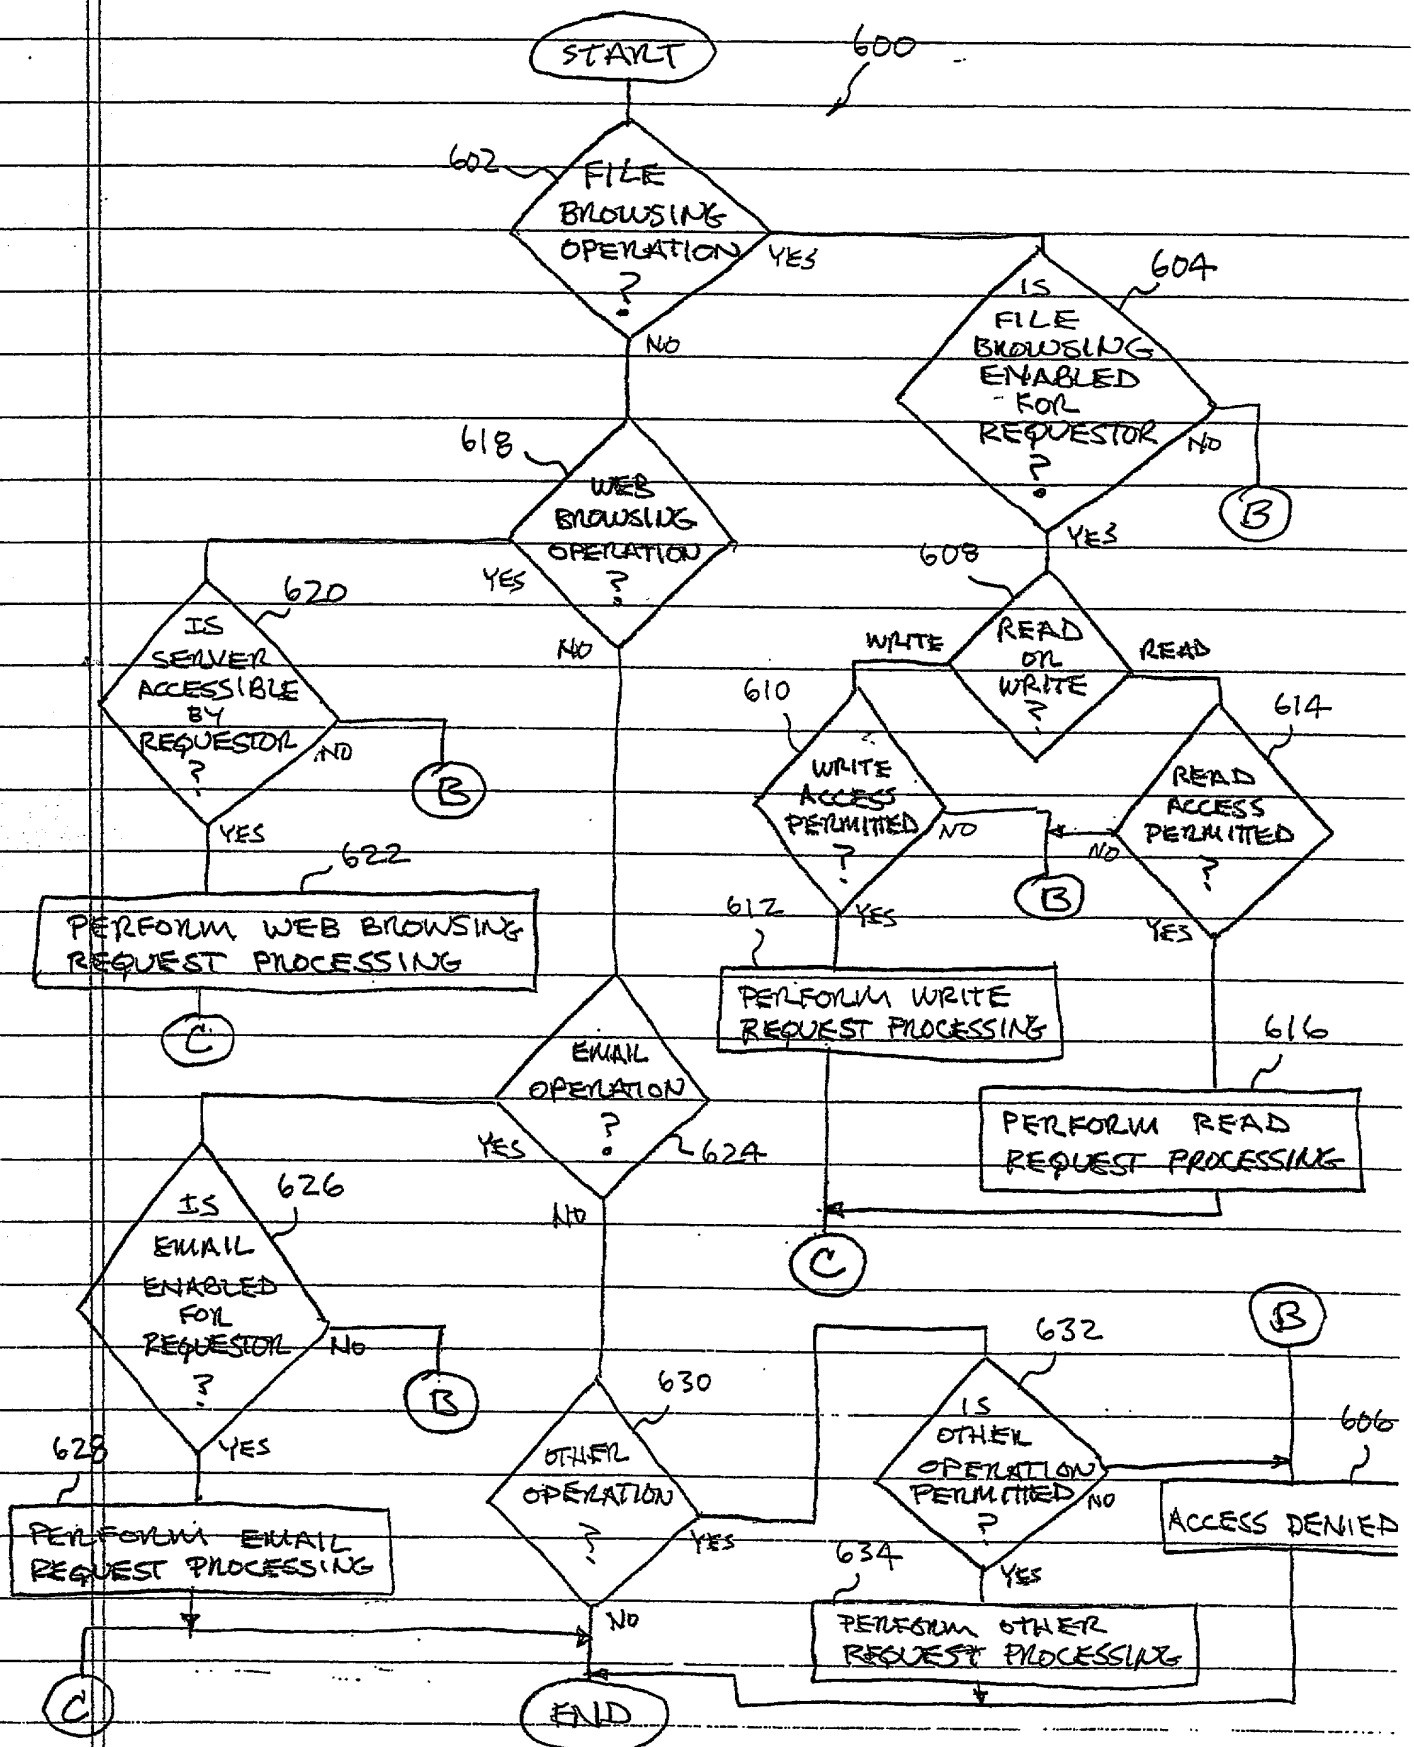 START
600
602
FILE
BROWSING
OPERATION
?
YES
NO
604
IS
FILE
BROWSING
ENABLED
FOR
REQUESTOR
?
NO
B
YES
618
WEB
BROWSING
OPERATION
?
YES
NO
608
READ
OR
WRITE
?
WRITE
READ
620
IS
SERVER
ACCESSIBLE
BY
REQUESTOR
?
NO
B
YES
610
WRITE
ACCESS
PERMITTED
?
NO
YES
614
READ
ACCESS
PERMITTED
?
NO
B
YES
622
PERFORM WEB BROWSING
REQUEST PROCESSING
C
612
PERFORM WRITE
REQUEST PROCESSING
616
PERFORM READ
REQUEST PROCESSING
C
EMAIL
OPERATION
?
624
YES
NO
626
IS
EMAIL
ENABLED
FOR
REQUESTOR
?
NO
B
YES
628
PERFORM EMAIL
REQUEST PROCESSING
630
OTHER
OPERATION
?
YES
NO
632
IS
OTHER
OPERATION
PERMITTED
?
NO
YES
B
606
ACCESS DENIED
634
PERFORM OTHER
REQUEST PROCESSING
C
END